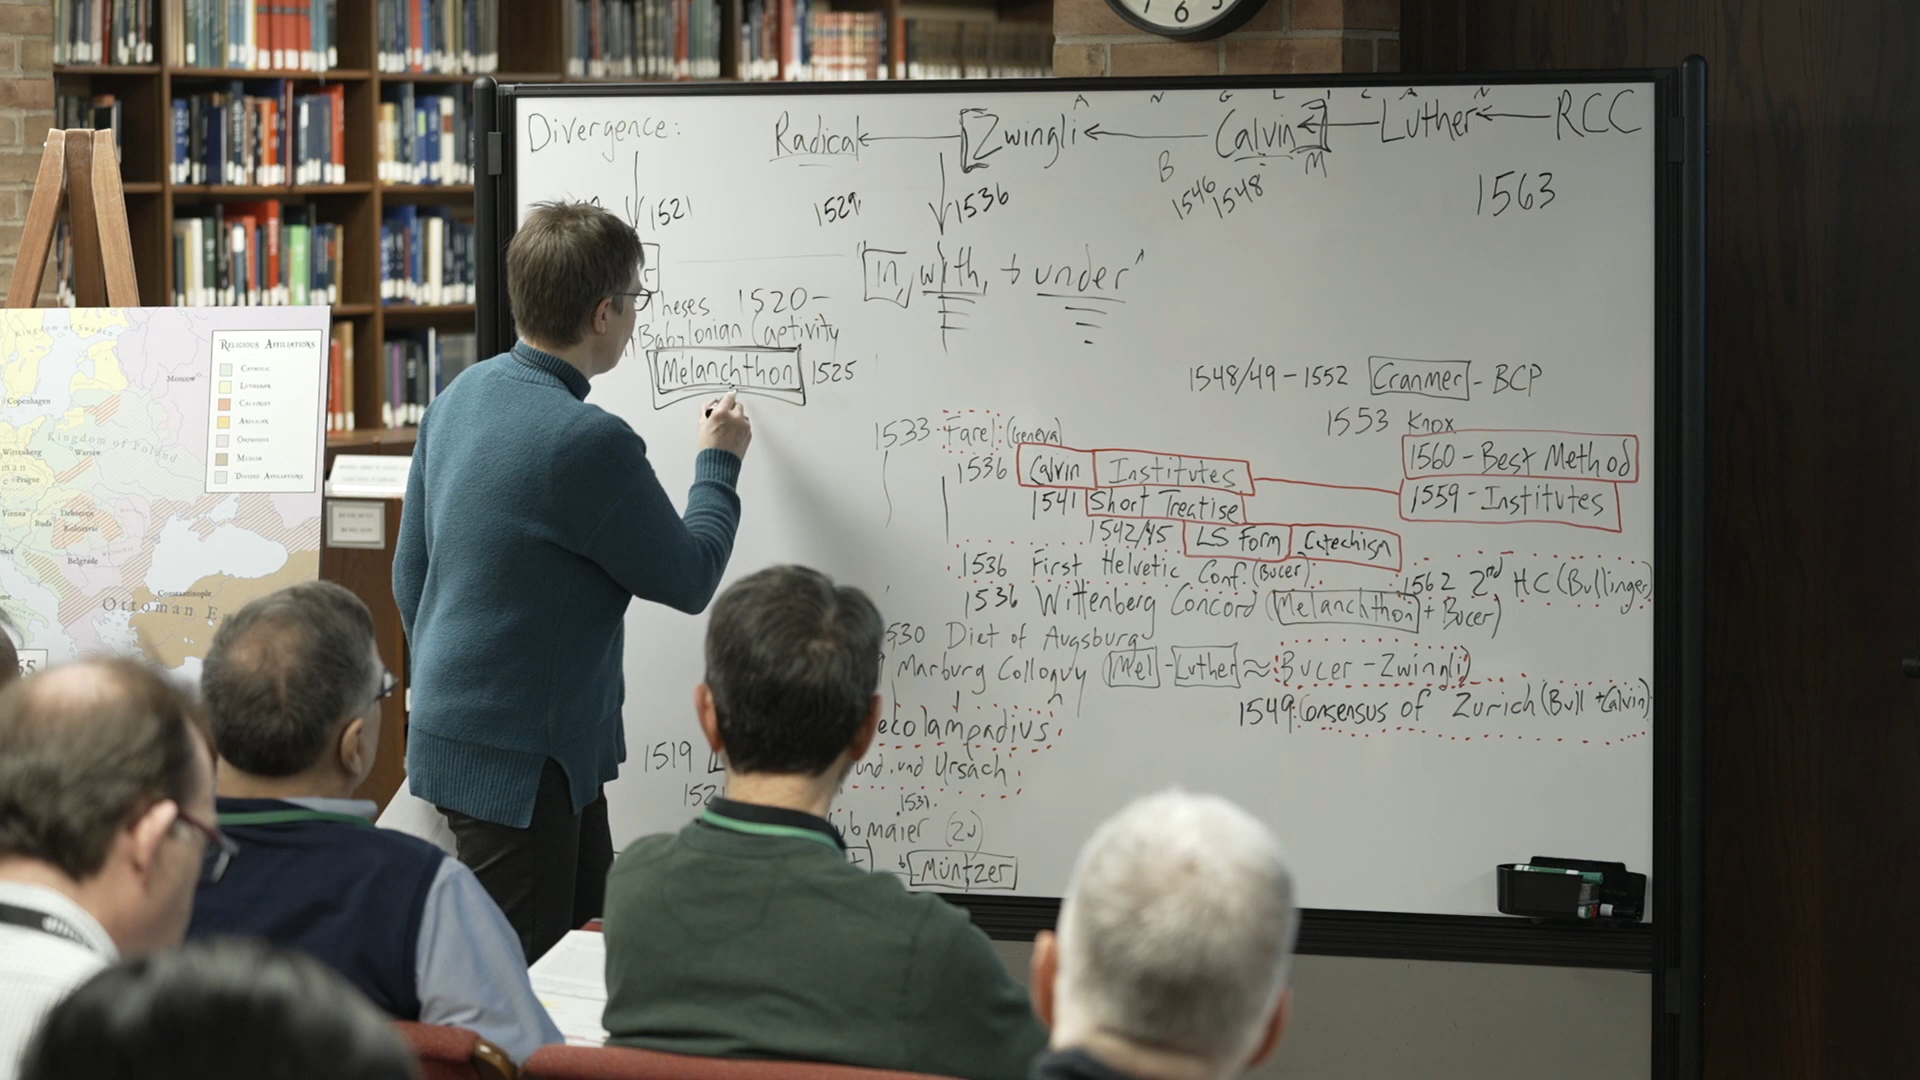 6
A N G L I C A N
Divergence: Radical Zwingli Calvin Luther RCC
B M
1546 1548
1563
1521 1529 1536
"In, with, + under"
Theses 1520-
Babylonian Captivity
Melanchthon 1525
1548/49-1552 Cranmer - BCP
1553 Knox
1533 - Farel: (Geneva)
1560 - Best Method
1536 Calvin Institutes
1559 - Institutes
1541 Short Treatise
1542/45 LS Form Catechism
1536 First Helvetic Conf. (Bucer)
1562 2nd HC (Bullinger)
1536 Wittenberg Concord (Melanchthon + Bucer)
Diet of Augsburg
Marburg Colloquy (Mel - Luther ≈ Bucer - Zwingli)
1549: Consensus of Zurich (Bull + Calvin)
ecolampadius
und und Ursach
1519
1531
ubmaier
Müntzer
Kingdom of Sweden
Religious Affiliations
Catholic
Lutheran
Calvinist
Anglican
Orthodox
Muslim
Divided Affiliations
Moscow
Copenhagen
Kingdom of Poland
Wittenberg
Warsaw
Prague
Vienna
Buda
Debrecen
Kolozsvar
Belgrade
Constantinople
Ottoman E